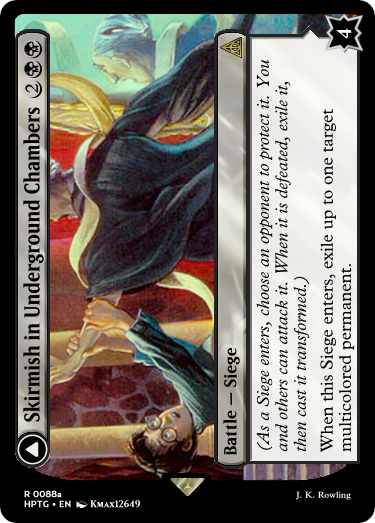 Skirmish in Underground Chambers 2
Battle — Siege
(As a Siege enters, choose an opponent to protect it. You
and others can attack it. When it is defeated, exile it,
then cast it transformed.)
When this Siege enters, exile up to one target
multicolored permanent.
4
R 0088a
HPTG • EN Kmax12649
J. K. Rowling